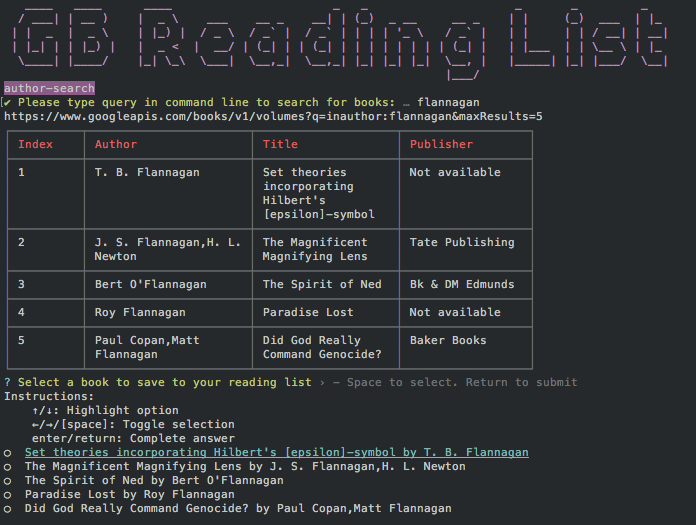 GB Reading List
author-search
✔ Please type query in command line to search for books: … flannagan
https://www.googleapis.com/books/v1/volumes?q=inauthor:flannagan&maxResults=5
Index Author Title Publisher
1 T. B. Flannagan Set theories Not available
incorporating
Hilbert's
[epsilon]-symbol
2 J. S. Flannagan,H. L. The Magnificent Tate Publishing
Newton Magnifying Lens
3 Bert O'Flannagan The Spirit of Ned Bk & DM Edmunds
4 Roy Flannagan Paradise Lost Not available
5 Paul Copan,Matt Did God Really Baker Books
Flannagan Command Genocide?
? Select a book to save to your reading list › - Space to select. Return to submit
Instructions:
↑/↓: Highlight option
←/→/[space]: Toggle selection
enter/return: Complete answer
○ Set theories incorporating Hilbert's [epsilon]-symbol by T. B. Flannagan
○ The Magnificent Magnifying Lens by J. S. Flannagan,H. L. Newton
○ The Spirit of Ned by Bert O'Flannagan
○ Paradise Lost by Roy Flannagan
○ Did God Really Command Genocide? by Paul Copan,Matt Flannagan